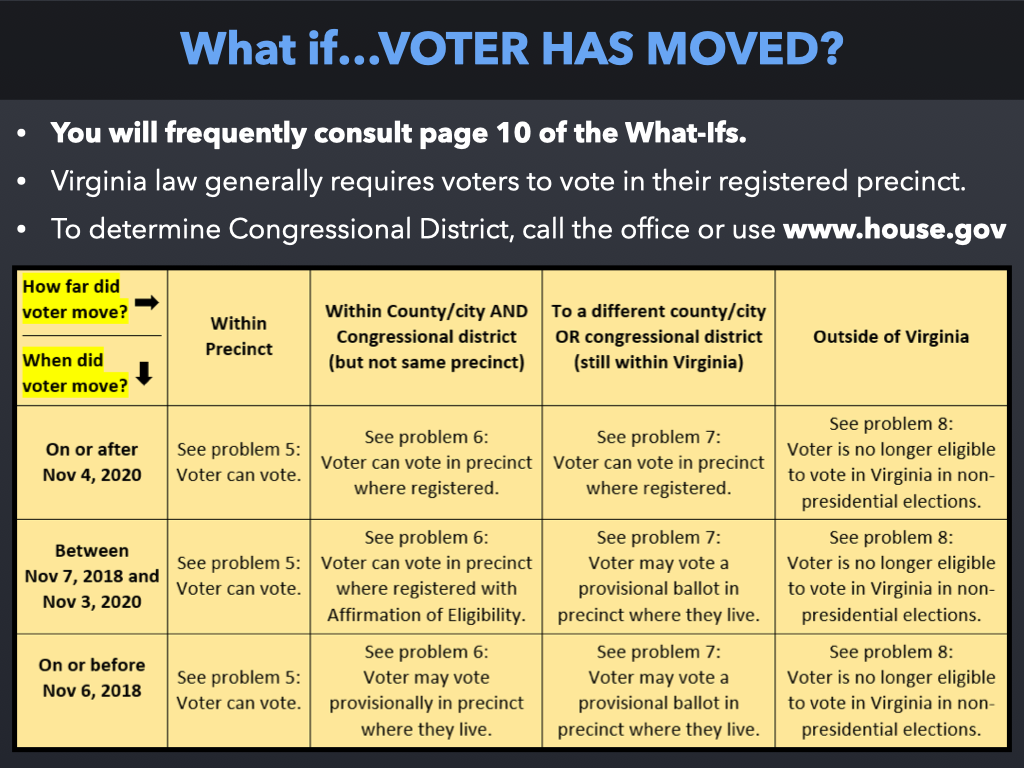 What if...VOTER HAS MOVED?
• You will frequently consult page 10 of the What-Ifs.
• Virginia law generally requires voters to vote in their registered precinct.
• To determine Congressional District, call the office or use www.house.gov
How far did
voter move?
When did
voter move?
Within
Precinct
Within County/city AND
Congressional district
(but not same precinct)
To a different county/city
OR congressional district
(still within Virginia)
Outside of Virginia
On or after
Nov 4, 2020
See problem 5:
Voter can vote.
See problem 6:
Voter can vote in precinct
where registered.
See problem 7:
Voter can vote in precinct
where registered.
See problem 8:
Voter is no longer eligible
to vote in Virginia in non-
presidential elections.
Between
Nov 7, 2018 and
Nov 3, 2020
See problem 5:
Voter can vote.
See problem 6:
Voter can vote in precinct
where registered with
Affirmation of Eligibility.
See problem 7:
Voter may vote a
provisional ballot in
precinct where they live.
See problem 8:
Voter is no longer eligible
to vote in Virginia in non-
presidential elections.
On or before
Nov 6, 2018
See problem 5:
Voter can vote.
See problem 6:
Voter may vote
provisionally in precinct
where they live.
See problem 7:
Voter may vote a
provisional ballot in
precinct where they live.
See problem 8:
Voter is no longer eligible
to vote in Virginia in non-
presidential elections.